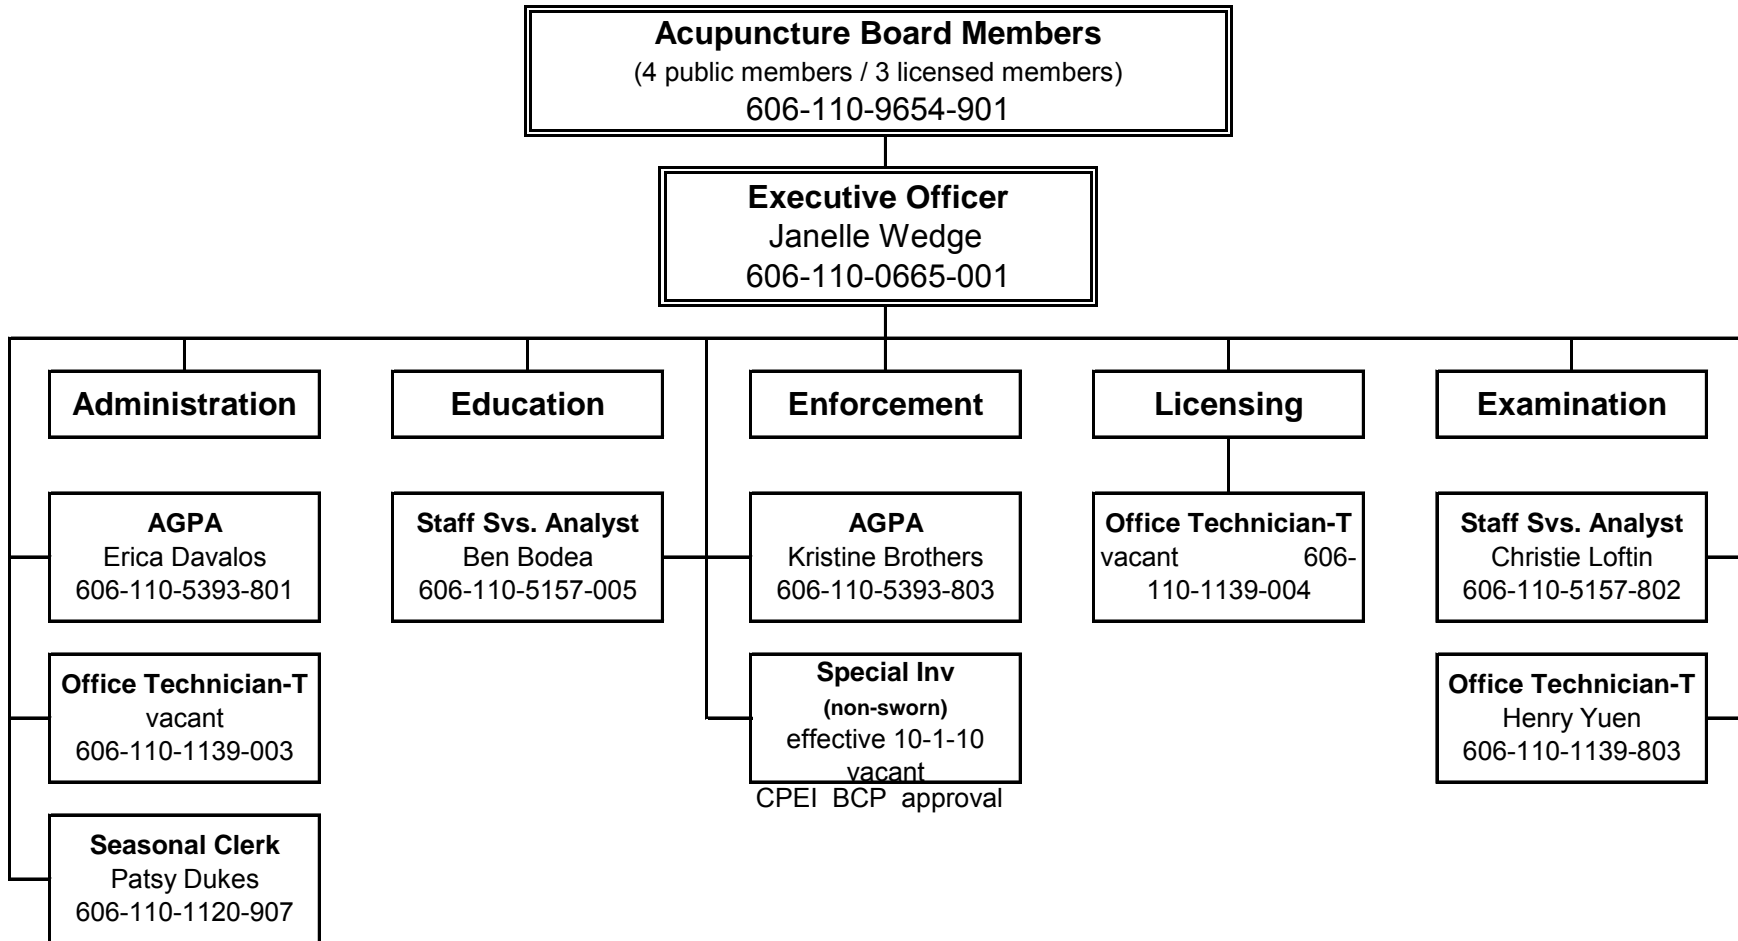 Acupuncture Board Members
(4 public members / 3 licensed members)
606-110-9654-901
Executive Officer
Janelle Wedge
606-110-0665-001
Administration
Education
Enforcement
Licensing
Examination
AGPA
Erica Davalos
606-110-5393-801
Staff Svs. Analyst
Ben Bodea
606-110-5157-005
AGPA
Kristine Brothers
606-110-5393-803
Office Technician-T
vacant 606-
110-1139-004
Staff Svs. Analyst
Christie Loftin
606-110-5157-802
Office Technician-T
vacant
606-110-1139-003
Special Inv
(non-sworn)
effective 10-1-10
vacant
CPEI BCP approval
Office Technician-T
Henry Yuen
606-110-1139-803
Seasonal Clerk
Patsy Dukes
606-110-1120-907